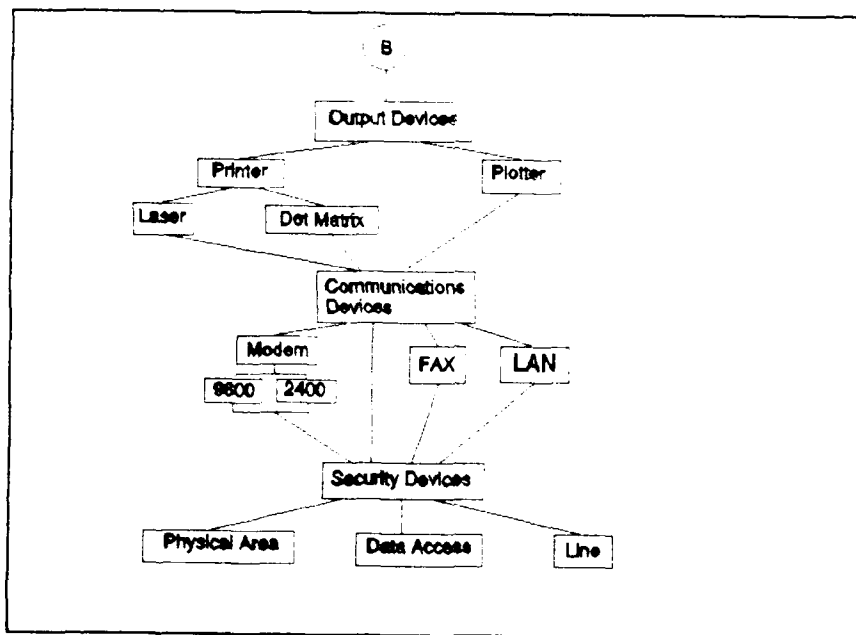 B
Output Devices
Printer
Plotter
Laser
Dot Matrix
Communications
Devices
Modem
FAX
LAN
9600
2400
Security Devices
Physical Area
Data Access
Line